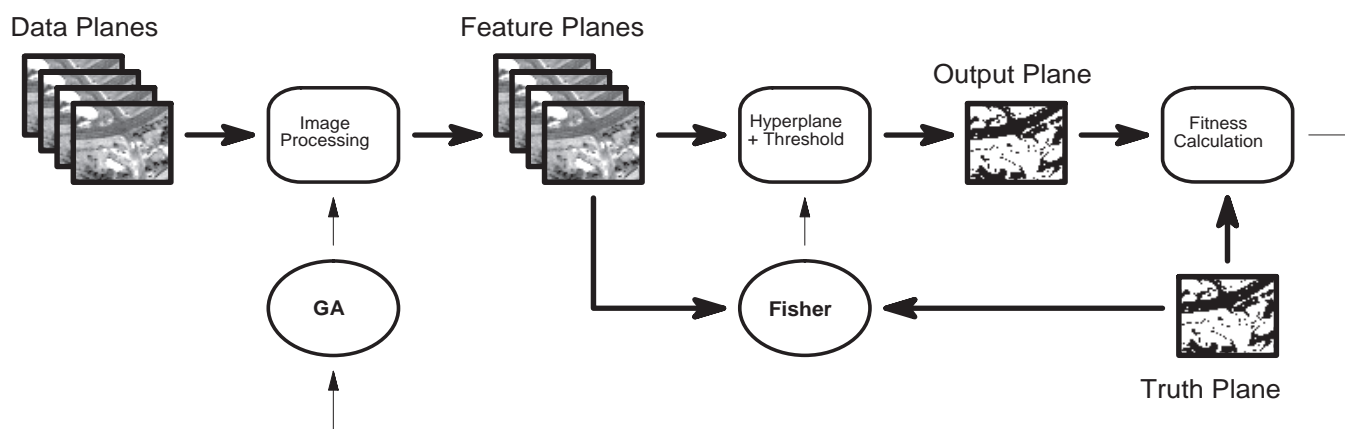 Data Planes
Feature Planes
Output Plane
Image
Processing
Hyperplane
+ Threshold
Fitness
Calculation
GA
Fisher
Truth Plane